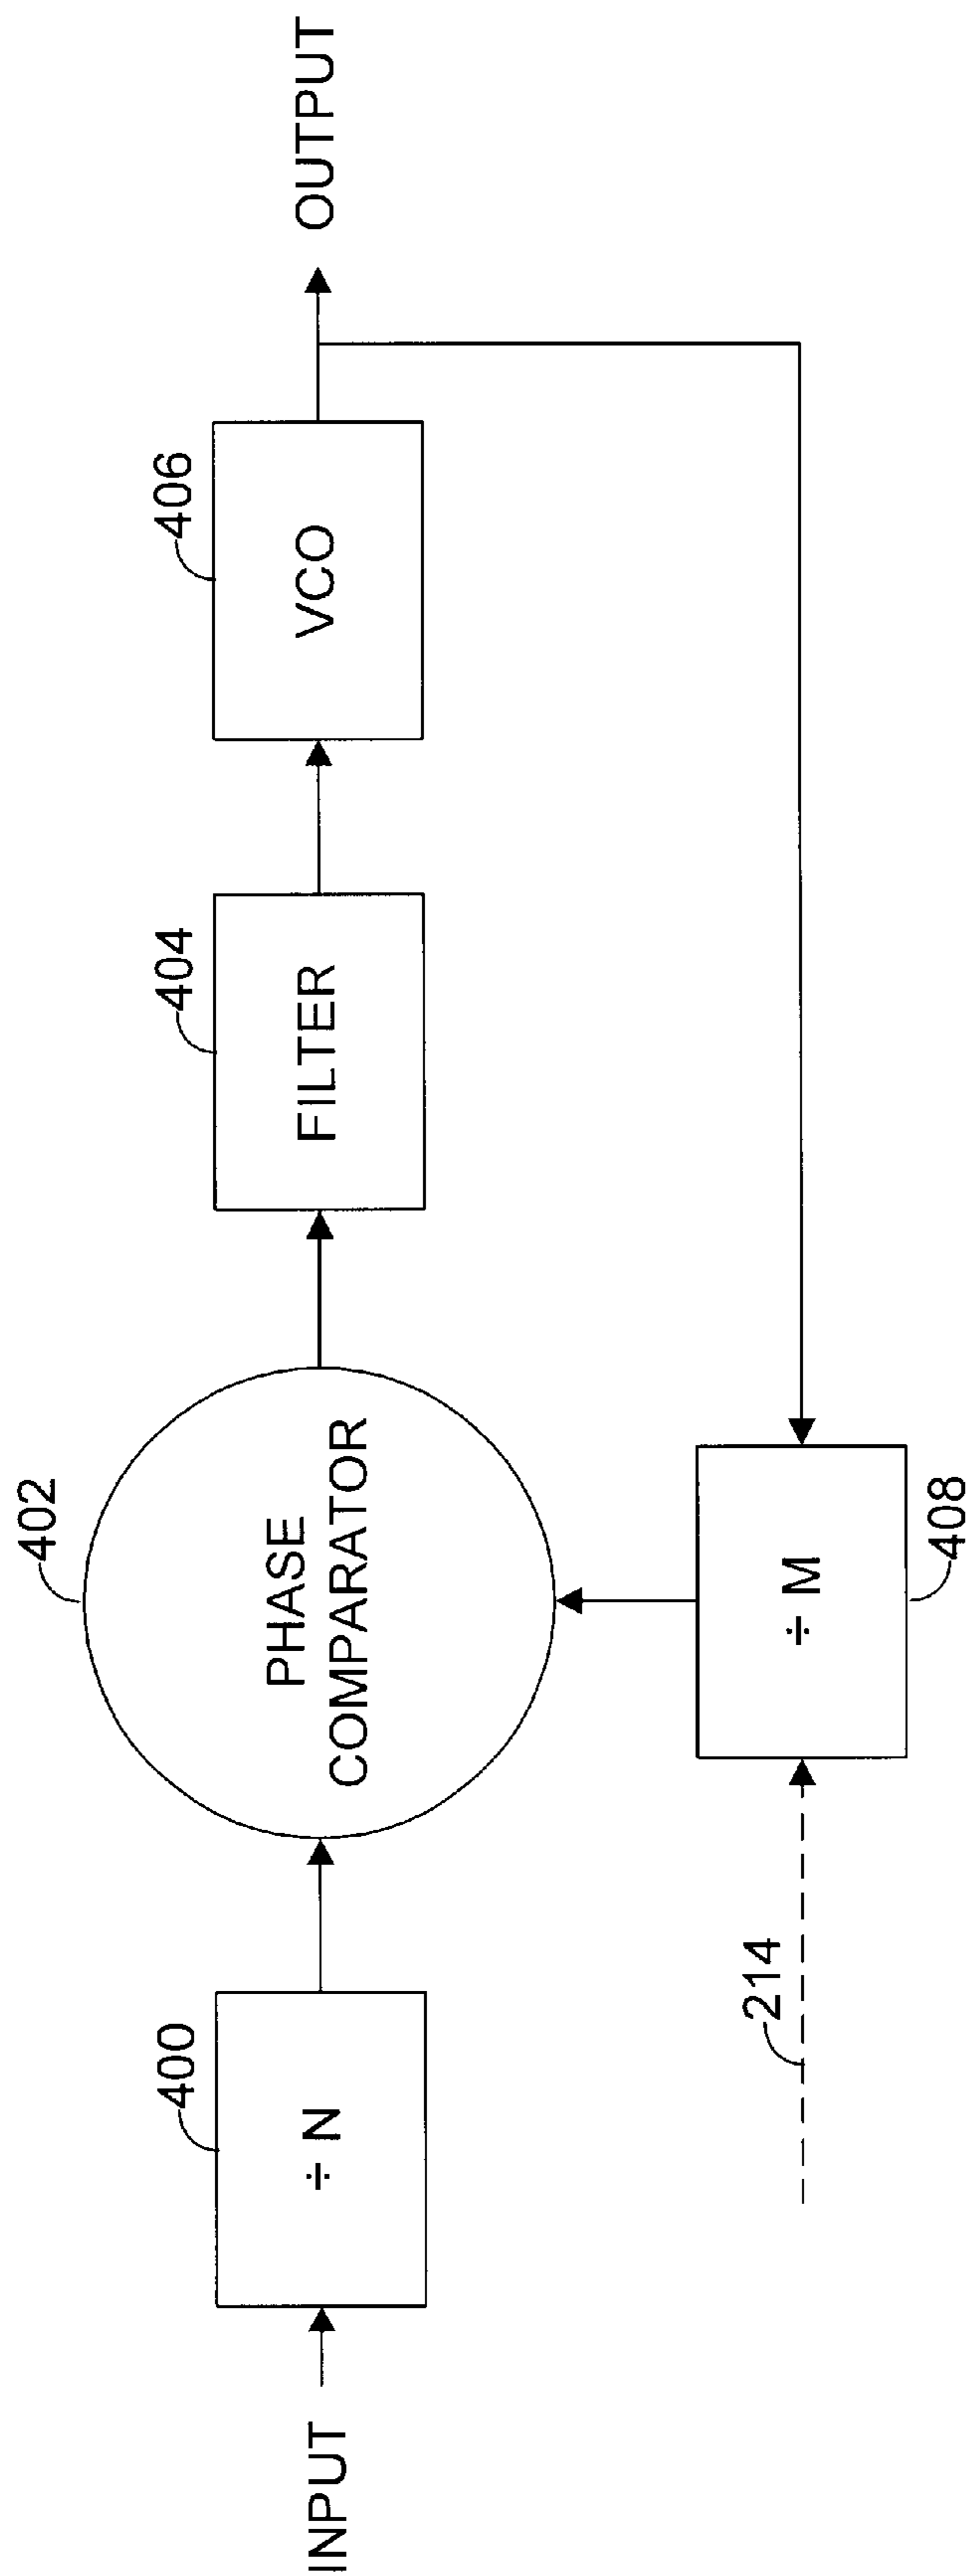 INPUT
400
÷ N
402
PHASE
COMPARATOR
404
FILTER
406
VCO
OUTPUT
214
÷ M
408